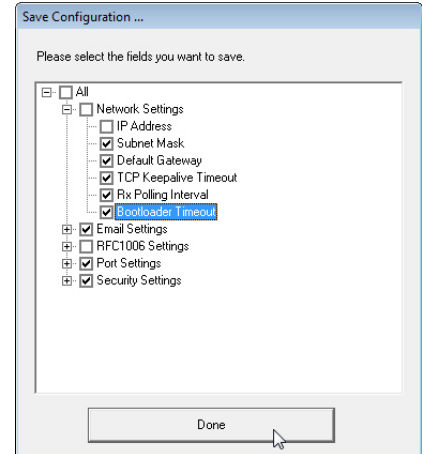 Save Configuration ...
Please select the fields you want to save.
All
Network Settings
IP Address
Subnet Mask
Default Gateway
TCP Keepalive Timeout
Rx Polling Interval
Bootloader Timeout
Email Settings
RFC1006 Settings
Port Settings
Security Settings
Done